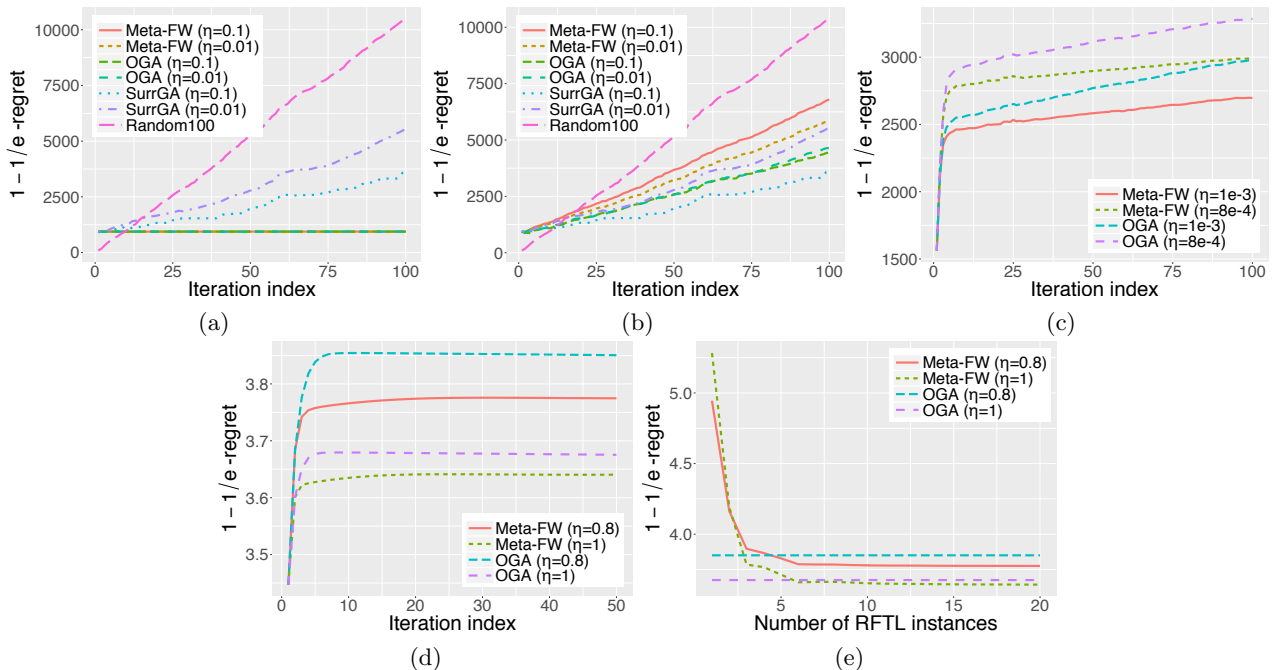 1 − 1/e -regret
10000
7500
5000
2500
0
Meta-FW (η=0.1)
Meta-FW (η=0.01)
OGA (η=0.1)
OGA (η=0.01)
SurrGA (η=0.1)
SurrGA (η=0.01)
Random100
0 25 50 75 100
Iteration index
(a)
1 − 1/e -regret
10000
7500
5000
2500
0
Meta-FW (η=0.1)
Meta-FW (η=0.01)
OGA (η=0.1)
OGA (η=0.01)
SurrGA (η=0.1)
SurrGA (η=0.01)
Random100
0 25 50 75 100
Iteration index
(b)
1 − 1/e -regret
3000
2500
2000
1500
Meta-FW (η=1e-3)
Meta-FW (η=8e-4)
OGA (η=1e-3)
OGA (η=8e-4)
0 25 50 75 100
Iteration index
(c)
1 − 1/e -regret
3.8
3.7
3.6
3.5
Meta-FW (η=0.8)
Meta-FW (η=1)
OGA (η=0.8)
OGA (η=1)
0 10 20 30 40 50
Iteration index
(d)
1 − 1/e -regret
5.0
4.5
4.0
Meta-FW (η=0.8)
Meta-FW (η=1)
OGA (η=0.8)
OGA (η=1)
5 10 15 20
Number of RFTL instances
(e)